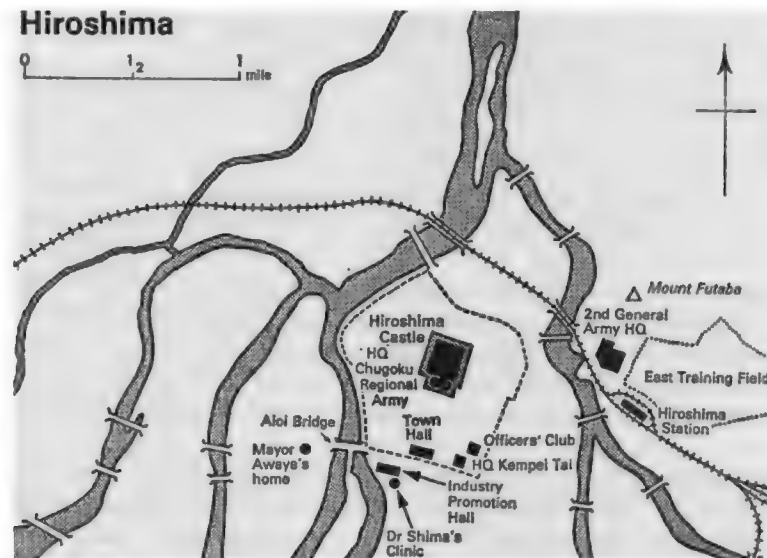 Hiroshima
0 1/2 1
mile
Mount Futaba
2nd General
Army HQ
Hiroshima
Castle
HQ
Chugoku
Regional
Army
East Training Field
Hiroshima
Station
Aioi Bridge
Town
Hall
Officers' Club
Mayor
Awaya's
home
HQ Kempei Tai
Industry
Promotion
Hall
Dr Shima's
Clinic